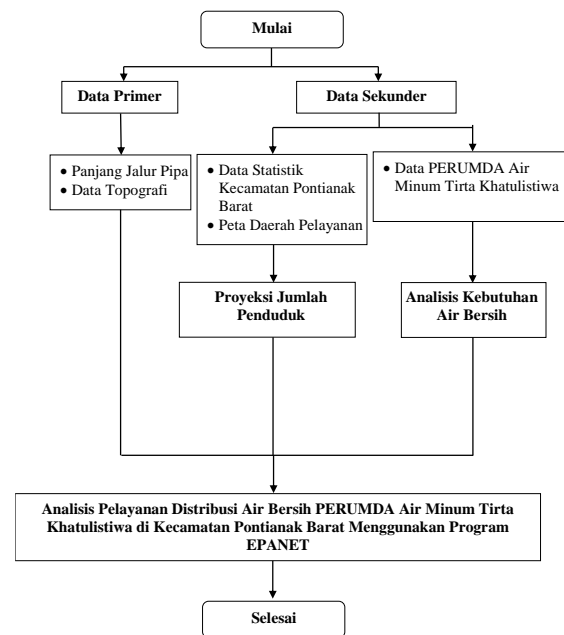 Mulai
Data Primer
Data Sekunder
• Panjang Jalur Pipa
• Data Topografi
• Data Statistik
Kecamatan Pontianak
Barat
• Peta Daerah Pelayanan
• Data PERUMDA Air
Minum Tirta Khatulistiwa
Proyeksi Jumlah
Penduduk
Analisis Kebutuhan
Air Bersih
Analisis Pelayanan Distribusi Air Bersih PERUMDA Air Minum Tirta
Khatulistiwa di Kecamatan Pontianak Barat Menggunakan Program
EPANET
Selesai